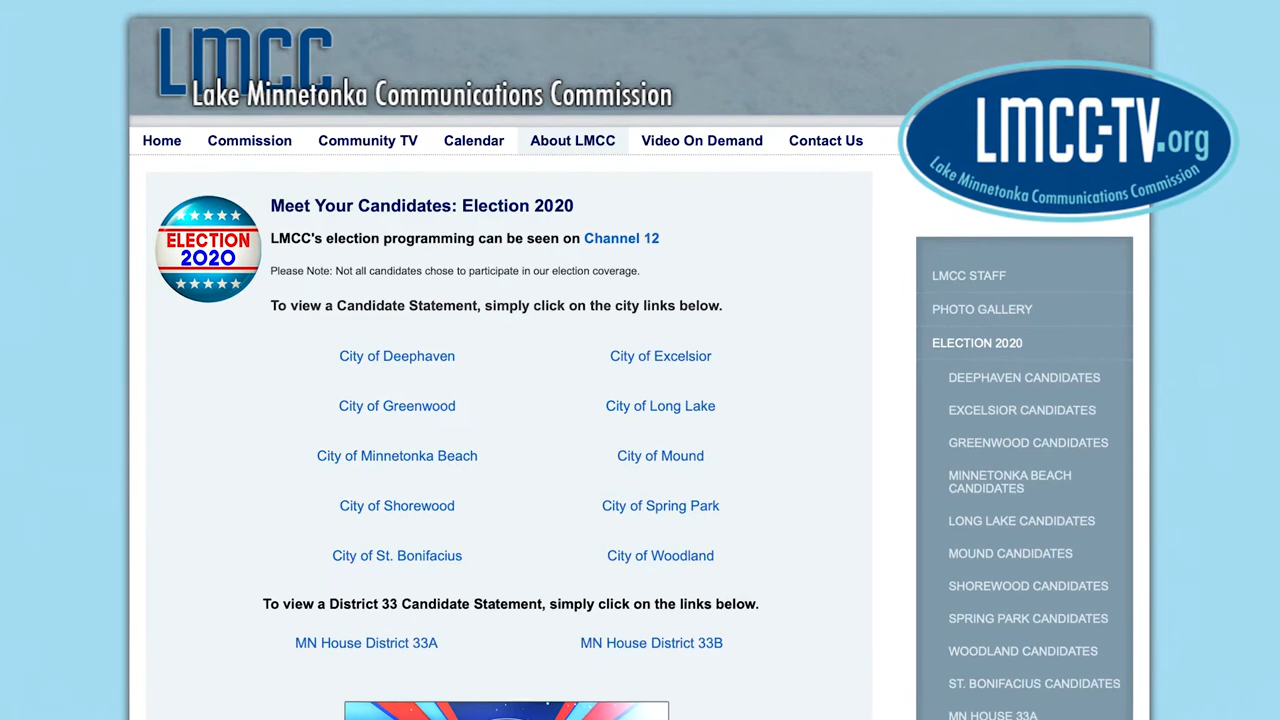 LMCC
Lake Minnetonka Communications Commission
LMCC-TV.org
Lake Minnetonka Communications Commission
Home Commission Community TV Calendar About LMCC Video On Demand Contact Us
ELECTION
2020
Meet Your Candidates: Election 2020
LMCC's election programming can be seen on Channel 12
Please Note: Not all candidates chose to participate in our election coverage.
To view a Candidate Statement, simply click on the city links below.
City of Deephaven City of Excelsior
City of Greenwood City of Long Lake
City of Minnetonka Beach City of Mound
City of Shorewood City of Spring Park
City of St. Bonifacius City of Woodland
To view a District 33 Candidate Statement, simply click on the links below.
MN House District 33A MN House District 33B
LMCC STAFF
PHOTO GALLERY
ELECTION 2020
DEEPHAVEN CANDIDATES
EXCELSIOR CANDIDATES
GREENWOOD CANDIDATES
MINNETONKA BEACH
CANDIDATES
LONG LAKE CANDIDATES
MOUND CANDIDATES
SHOREWOOD CANDIDATES
SPRING PARK CANDIDATES
WOODLAND CANDIDATES
ST. BONIFACIUS CANDIDATES
MN HOUSE 33A